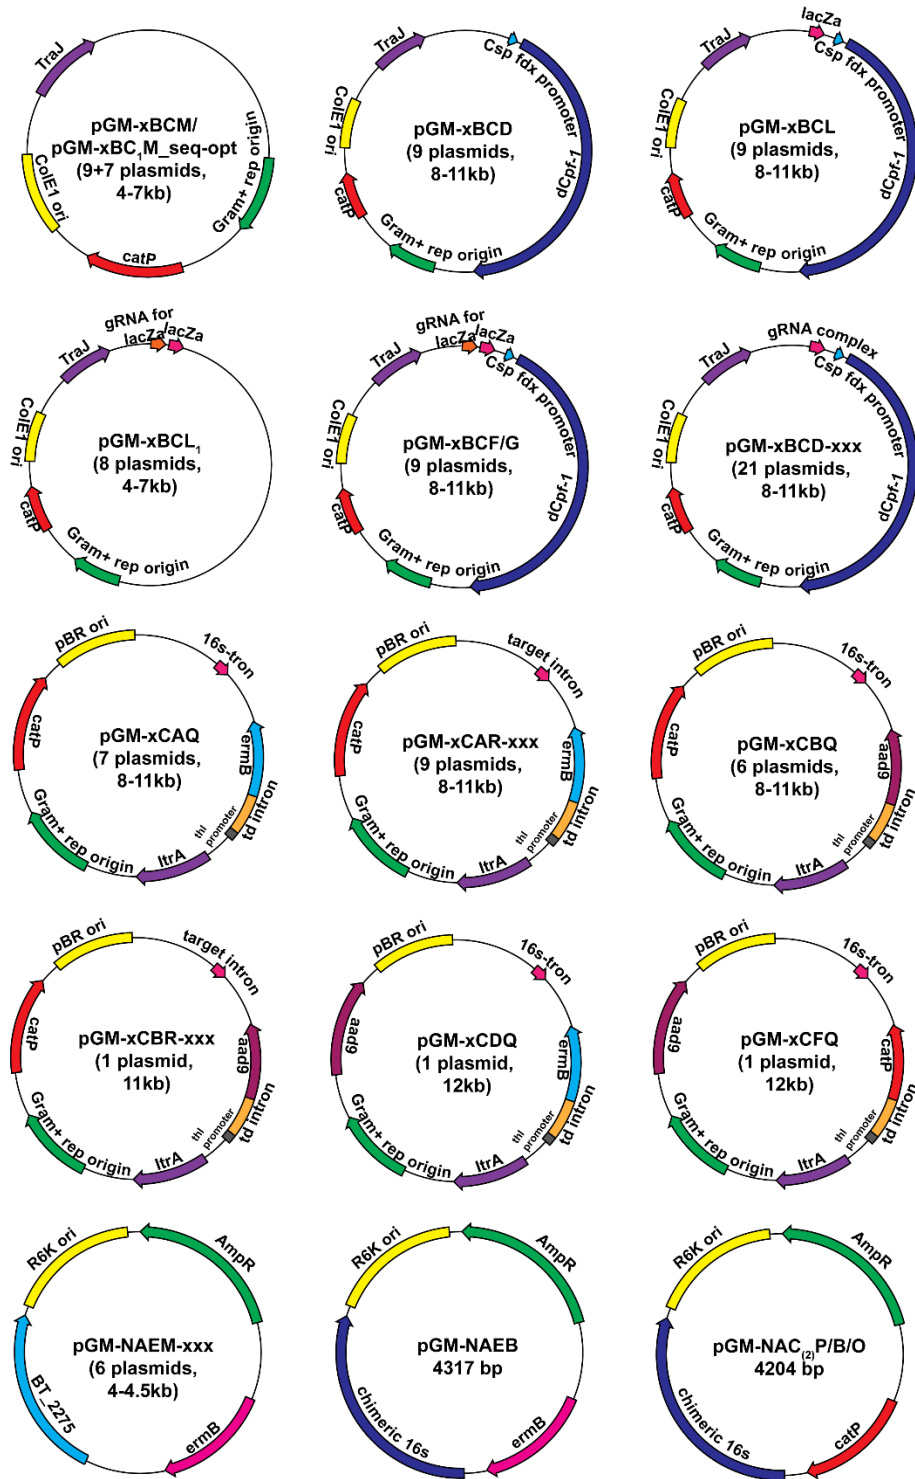 TraJ
ColE1 ori
catP
Gram+ rep origin
pGM-xBCM/
pGM-xBC₁M_seq-opt
(9+7 plasmids,
4-7kb)
TraJ
ColE1 ori
catP
Gram+ rep origin
Csp fdx promoter
dCpf-1
pGM-xBCD
(9 plasmids,
8-11kb)
lacZa
TraJ
ColE1 ori
catP
Gram+ rep origin
Csp fdx promoter
dCpf-1
pGM-xBCL
(9 plasmids,
8-11kb)
gRNA for
lacZa
lacZa
TraJ
ColE1 ori
catP
Gram+ rep origin
pGM-xBCL₁
(8 plasmids,
4-7kb)
gRNA for
lacZa
lacZa
TraJ
ColE1 ori
catP
Gram+ rep origin
Csp fdx promoter
dCpf-1
pGM-xBCF/G
(9 plasmids,
8-11kb)
gRNA complex
TraJ
ColE1 ori
catP
Gram+ rep origin
Csp fdx promoter
dCpf-1
pGM-xBCD-xxx
(21 plasmids,
8-11kb)
pBR ori
16s-tron
catP
ermB
td intron
thl
promoter
ltrA
Gram+ rep origin
pGM-xCAQ
(7 plasmids,
8-11kb)
pBR ori
target intron
catP
ermB
td intron
thl
promoter
ltrA
Gram+ rep origin
pGM-xCAR-xxx
(9 plasmids,
8-11kb)
pBR ori
16s-tron
catP
aad9
td intron
thl
promoter
ltrA
Gram+ rep origin
pGM-xCBQ
(6 plasmids,
8-11kb)
pBR ori
target intron
catP
aad9
td intron
thl
promoter
ltrA
Gram+ rep origin
pGM-xCBR-xxx
(1 plasmid,
11kb)
pBR ori
16s-tron
aad9
ermB
td intron
thl
promoter
ltrA
Gram+ rep origin
pGM-xCDQ
(1 plasmid,
12kb)
pBR ori
16s-tron
aad9
catP
td intron
thl
promoter
ltrA
Gram+ rep origin
pGM-xCFQ
(1 plasmid,
12kb)
R6K ori
AmpR
BT_2275
ermB
pGM-NAEM-xxx
(6 plasmids,
4-4.5kb)
R6K ori
AmpR
chimeric 16s
ermB
pGM-NAEB
4317 bp
R6K ori
AmpR
chimeric 16s
catP
pGM-NAC₍₂₎P/B/O
4204 bp